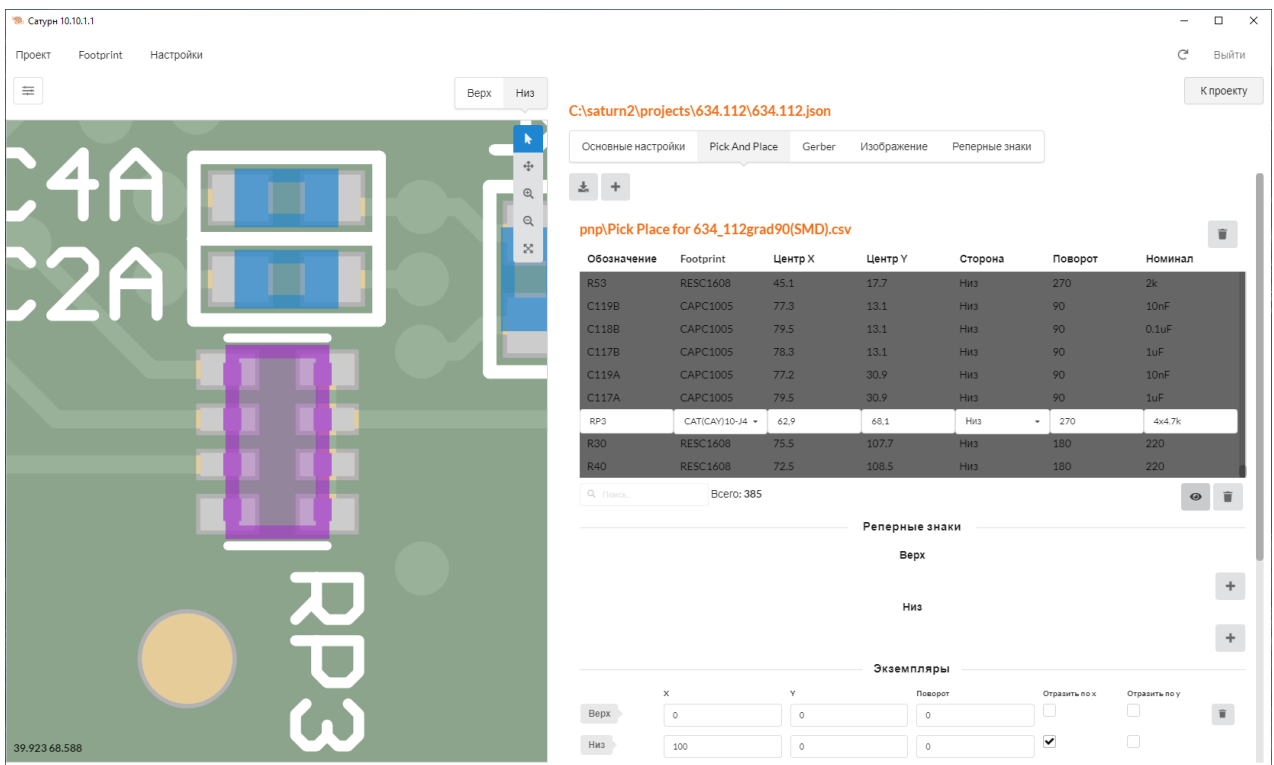 Сатурн 10.10.1.1
Проект Footprint Настройки Выйти
Верх Низ К проекту
C:\saturn2\projects\634.112\634.112.json
Основные настройки Pick And Place Gerber Изображение Реперные знаки
pnp\Pick Place for 634_112grad90(SMD).csv
Обозначение Footprint Центр X Центр Y Сторона Поворот Номинал
R53 RESC1608 45.1 17.7 Низ 270 2k
C119B CAPC1005 77.3 13.1 Низ 90 10nF
C118B CAPC1005 79.5 13.1 Низ 90 0.1uF
C117B CAPC1005 78.3 13.1 Низ 90 1uF
C119A CAPC1005 77.2 30.9 Низ 90 10nF
C117A CAPC1005 79.5 30.9 Низ 90 1uF
RP3 CAT(CAY)10-J4 62,9 68,1 Низ 270 4x4.7k
R30 RESC1608 75.5 107.7 Низ 180 220
R40 RESC1608 72.5 108.5 Низ 180 220
Поиск... Всего: 385
Реперные знаки
Верх
Низ
Экземпляры
X Y Поворот Отразить по x Отразить по y
Верх 0 0 0
Низ 100 0 0
C4A
C2A
RP3
39.923 68.588